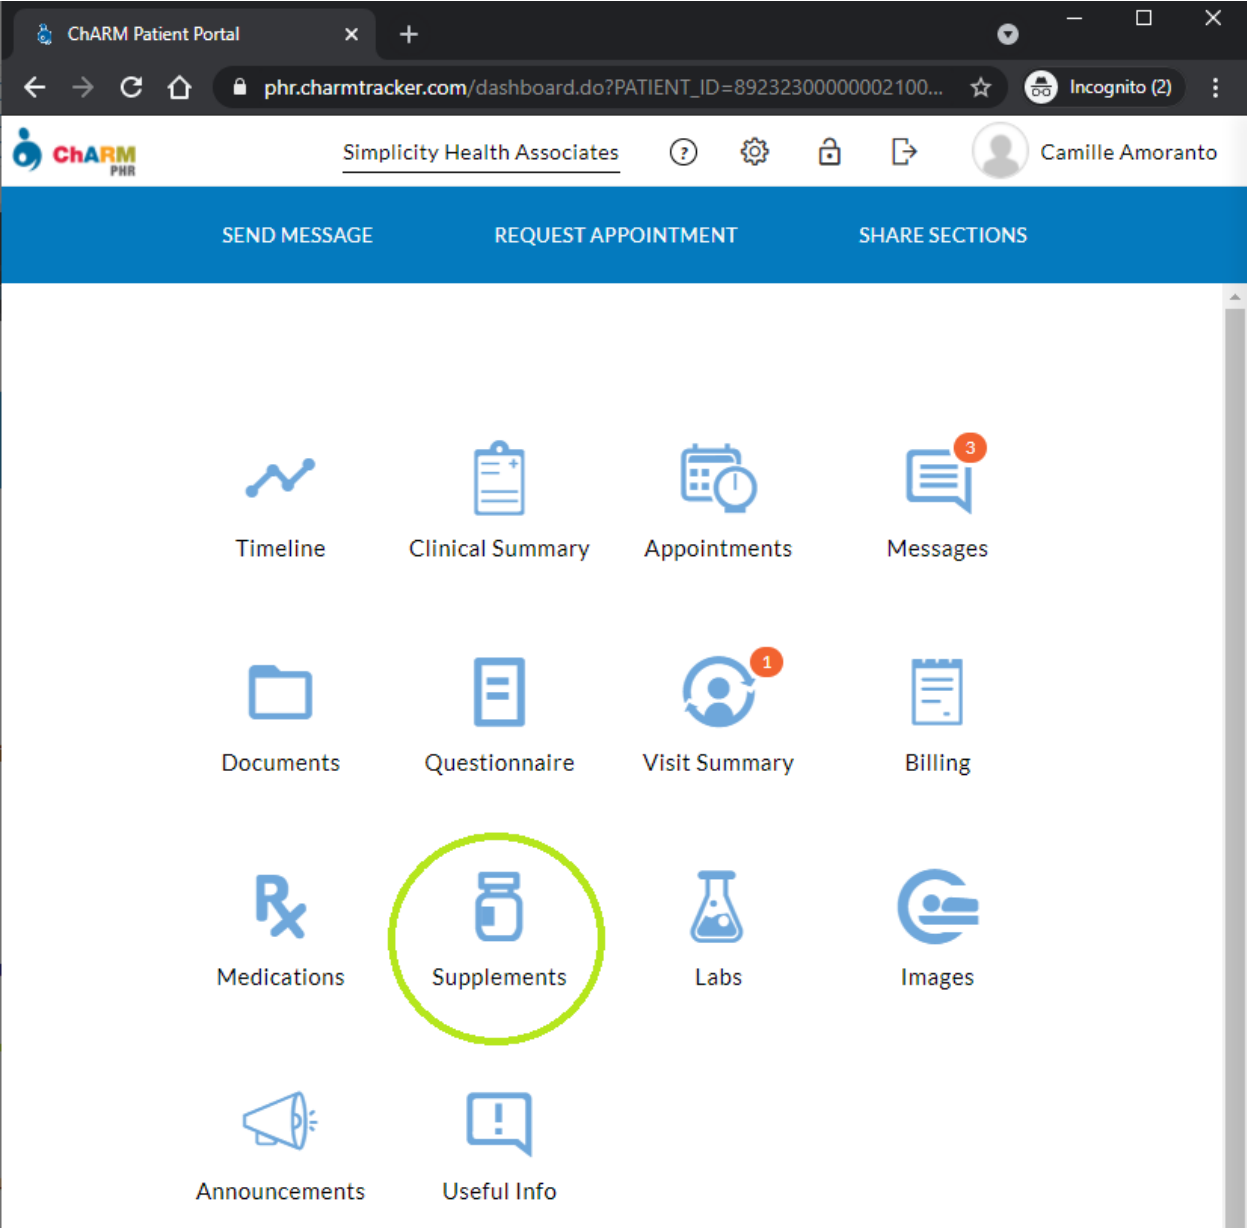 ChARM Patient Portal
phr.charmtracker.com/dashboard.do?PATIENT_ID=89232300000002100...
Incognito (2)
ChARM
PHR
Simplicity Health Associates
?
Camille Amoranto
SEND MESSAGE
REQUEST APPOINTMENT
SHARE SECTIONS
3
Timeline
Clinical Summary
Appointments
Messages
1
Documents
Questionnaire
Visit Summary
Billing
Rx
Medications
Supplements
Labs
Images
!
Announcements
Useful Info